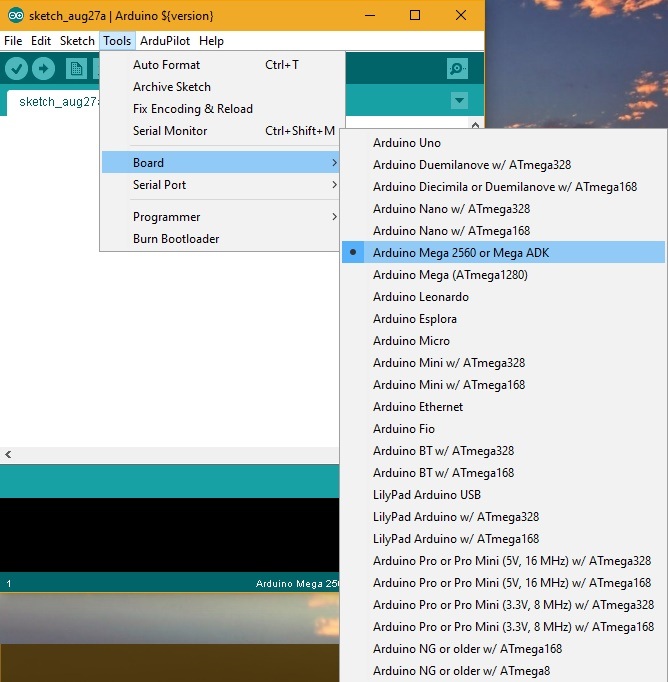 sketch_aug27a | Arduino ${version}
File Edit Sketch Tools ArduPilot Help
Auto Format Ctrl+T
Archive Sketch
sketch_aug27a
Fix Encoding & Reload
Serial Monitor Ctrl+Shift+M
Board
Serial Port
Programmer
Burn Bootloader
Arduino Uno
Arduino Duemilanove w/ ATmega328
Arduino Diecimila or Duemilanove w/ ATmega168
Arduino Nano w/ ATmega328
Arduino Nano w/ ATmega168
Arduino Mega 2560 or Mega ADK
Arduino Mega (ATmega1280)
Arduino Leonardo
Arduino Esplora
Arduino Micro
Arduino Mini w/ ATmega328
Arduino Mini w/ ATmega168
Arduino Ethernet
Arduino Fio
Arduino BT w/ ATmega328
Arduino BT w/ ATmega168
LilyPad Arduino USB
LilyPad Arduino w/ ATmega328
LilyPad Arduino w/ ATmega168
Arduino Pro or Pro Mini (5V, 16 MHz) w/ ATmega328
Arduino Pro or Pro Mini (5V, 16 MHz) w/ ATmega168
Arduino Pro or Pro Mini (3.3V, 8 MHz) w/ ATmega328
Arduino Pro or Pro Mini (3.3V, 8 MHz) w/ ATmega168
Arduino NG or older w/ ATmega168
Arduino NG or older w/ ATmega8
1 Arduino Mega 256